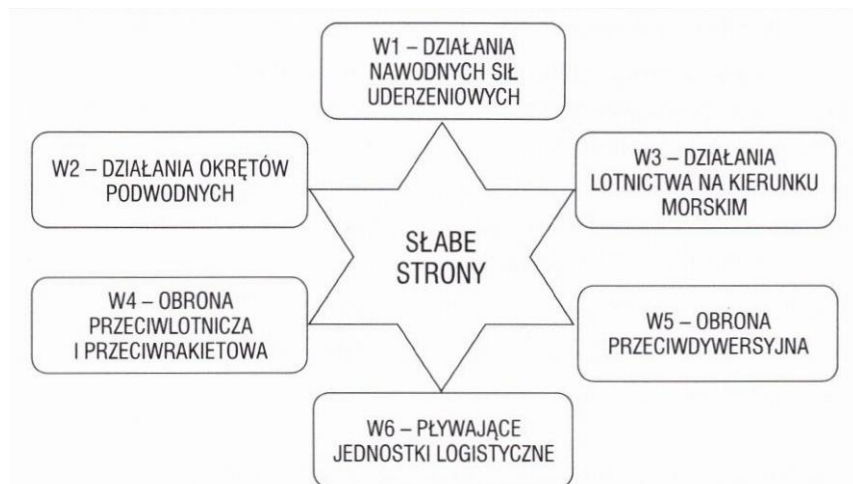 W1 – DZIAŁANIA
NAWODNYCH SIŁ
UDERZENIOWYCH
W2 – DZIAŁANIA OKRĘTÓW
PODWODNYCH
W3 – DZIAŁANIA
LOTNICTWA NA KIERUNKU
MORSKIM
SŁABE
STRONY
W4 – OBRONA
PRZECIWLOTNICZA
I PRZECIWRAKIETOWA
W5 – OBRONA
PRZECIWDYWERSYJNA
W6 – PŁYWAJĄCE
JEDNOSTKI LOGISTYCZNE